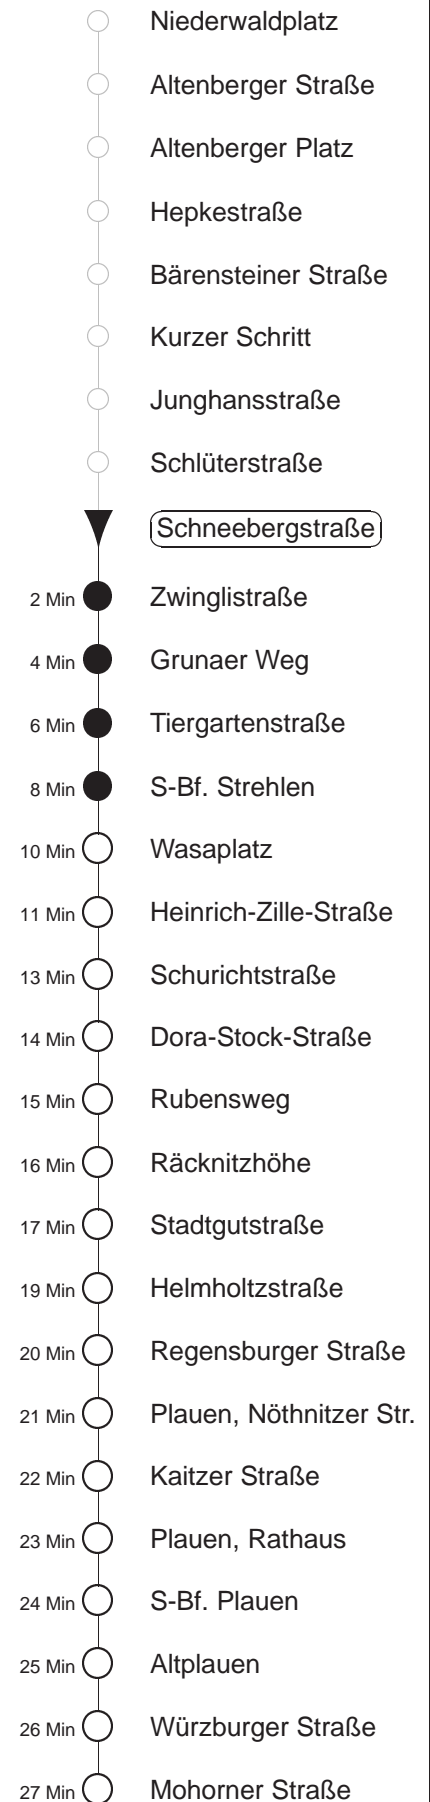 Niederwaldplatz
Altenberger Straße
Altenberger Platz
Hepkestraße
Bärensteiner Straße
Kurzer Schritt
Junghansstraße
Schlüterstraße
Schneebergstraße
2 Min Zwinglistraße
4 Min Grunaer Weg
6 Min Tiergartenstraße
8 Min S-Bf. Strehlen
10 Min Wasaplatz
11 Min Heinrich-Zille-Straße
13 Min Schurichtstraße
14 Min Dora-Stock-Straße
15 Min Rubensweg
16 Min Räcknitzhöhe
17 Min Stadtgutstraße
19 Min Helmholtzstraße
20 Min Regensburger Straße
21 Min Plauen, Nöthnitzer Str.
22 Min Kaitzer Straße
23 Min Plauen, Rathaus
24 Min S-Bf. Plauen
25 Min Altplauen
26 Min Würzburger Straße
27 Min Mohorner Straße